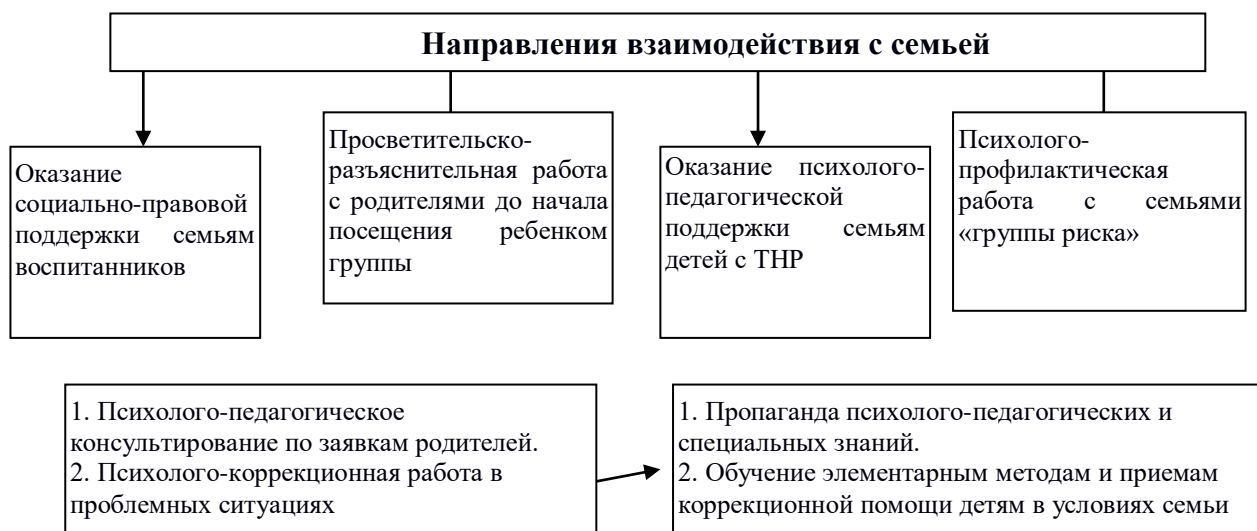 Направления взаимодействия с семьей
Оказание
социально-правовой
поддержки семьям
воспитанников
Просветительско-
разъяснительная работа
с родителями до начала
посещения ребенком
группы
Оказание психолого-
педагогической
поддержки семьям
детей с ТНР
Психолого-
профилактическая
работа с семьями
«группы риска»
1. Психолого-педагогическое
консультирование по заявкам родителей.
2. Психолого-коррекционная работа в
проблемных ситуациях
1. Пропаганда психолого-педагогических и
специальных знаний.
2. Обучение элементарным методам и приемам
коррекционной помощи детям в условиях семьи